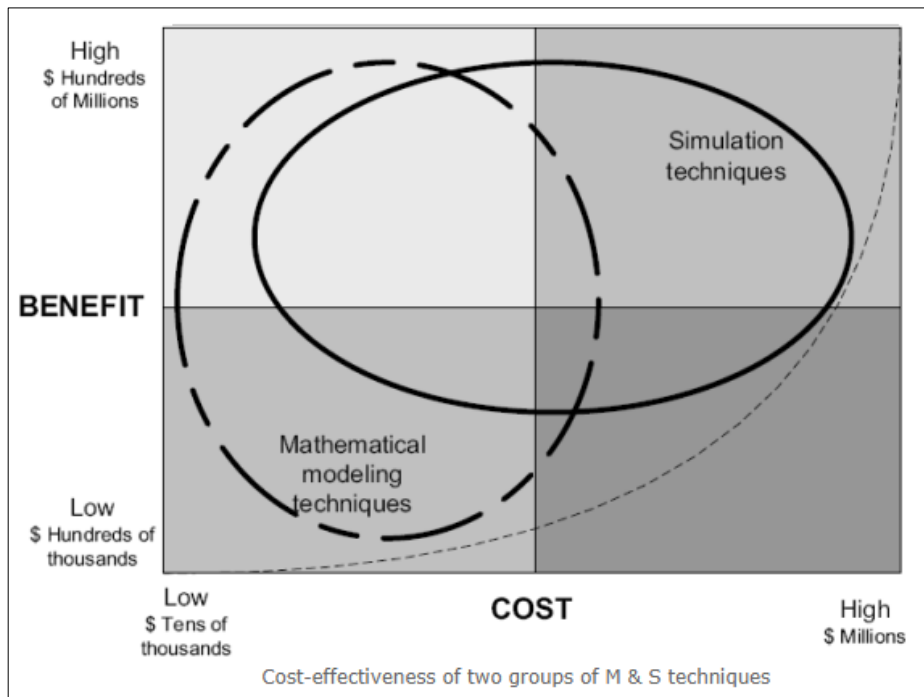 High
$ Hundreds
of Millions
Simulation
techniques
BENEFIT
Mathematical
modeling
techniques
Low
$ Hundreds of
thousands
Low
$ Tens of
thousands
COST
High
$ Millions
Cost-effectiveness of two groups of M & S techniques